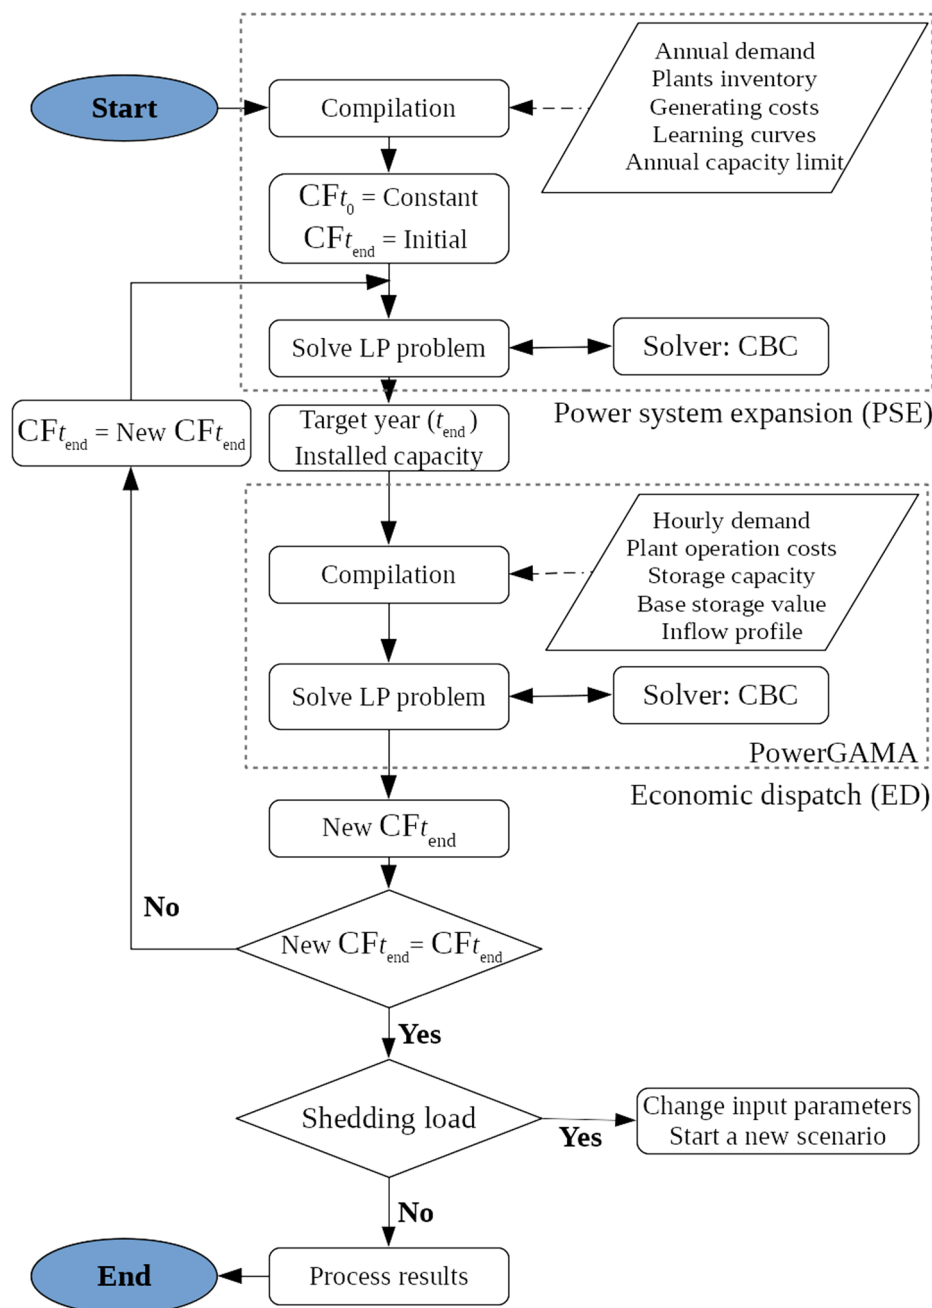 Start
Compilation
Annual demand
Plants inventory
Generating costs
Learning curves
Annual capacity limit
CFt0 = Constant
CFtend = Initial
Solve LP problem
Solver: CBC
Power system expansion (PSE)
CFtend = New CFtend
Target year (tend)
Installed capacity
Compilation
Hourly demand
Plant operation costs
Storage capacity
Base storage value
Inflow profile
Solve LP problem
Solver: CBC
PowerGAMA
Economic dispatch (ED)
New CFtend
No
New CFtend= CFtend
Yes
Shedding load
Yes
Change input parameters
Start a new scenario
No
End
Process results